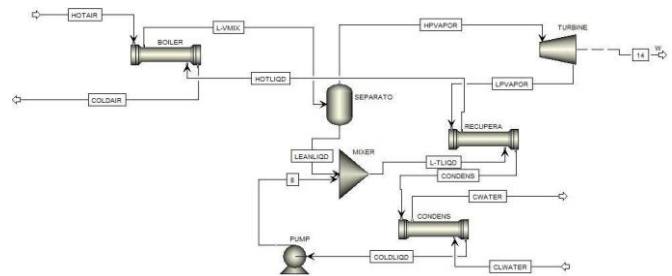 HOTAIR
L-VMIX
HPVAPOR
TURBINE
BOILER
14
W
HOTLIQD
LPVAPOR
COLDAIR
SEPARATO
RECUPERA
MIXER
LEANLIQD
L-TLIQD
8
CONDENS
CWATER
CONDENS
PUMP
COLDLIQD
CLWATER